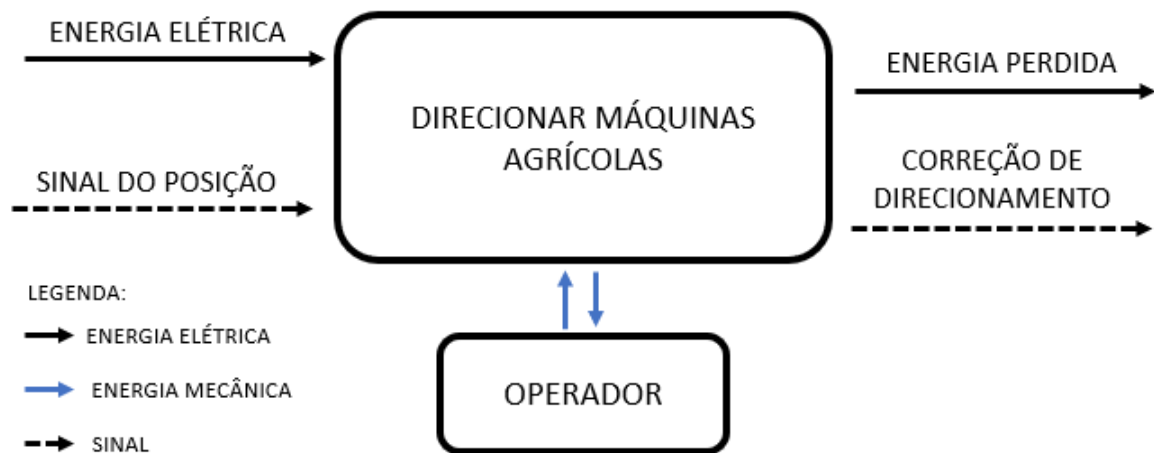 ENERGIA ELÉTRICA
SINAL DO POSIÇÃO
DIRECIONAR MÁQUINAS
AGRÍCOLAS
ENERGIA PERDIDA
CORREÇÃO DE
DIRECIONAMENTO
OPERADOR
LEGENDA:
ENERGIA ELÉTRICA
ENERGIA MECÂNICA
SINAL